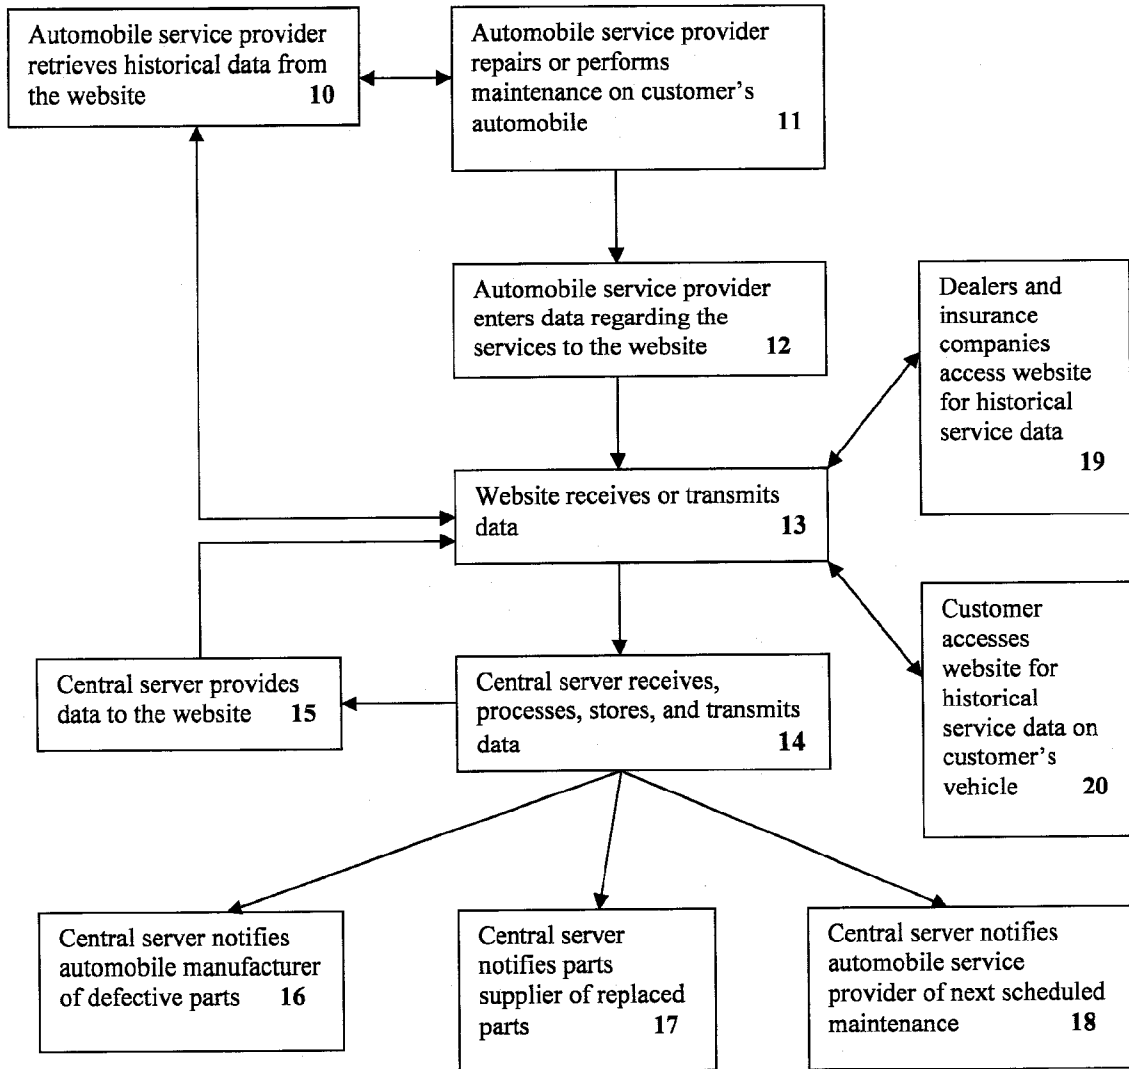 Automobile service provider
retrieves historical data from
the website 10
Automobile service provider
repairs or performs
maintenance on customer's
automobile 11
Automobile service provider
enters data regarding the
services to the website 12
Dealers and
insurance
companies
access website
for historical
service data
19
Website receives or transmits
data 13
Customer
accesses
website for
historical
service data on
customer's
vehicle 20
Central server provides
data to the website 15
Central server receives,
processes, stores, and transmits
data 14
Central server notifies
automobile manufacturer
of defective parts 16
Central server
notifies parts
supplier of replaced
parts 17
Central server notifies
automobile service
provider of next scheduled
maintenance 18